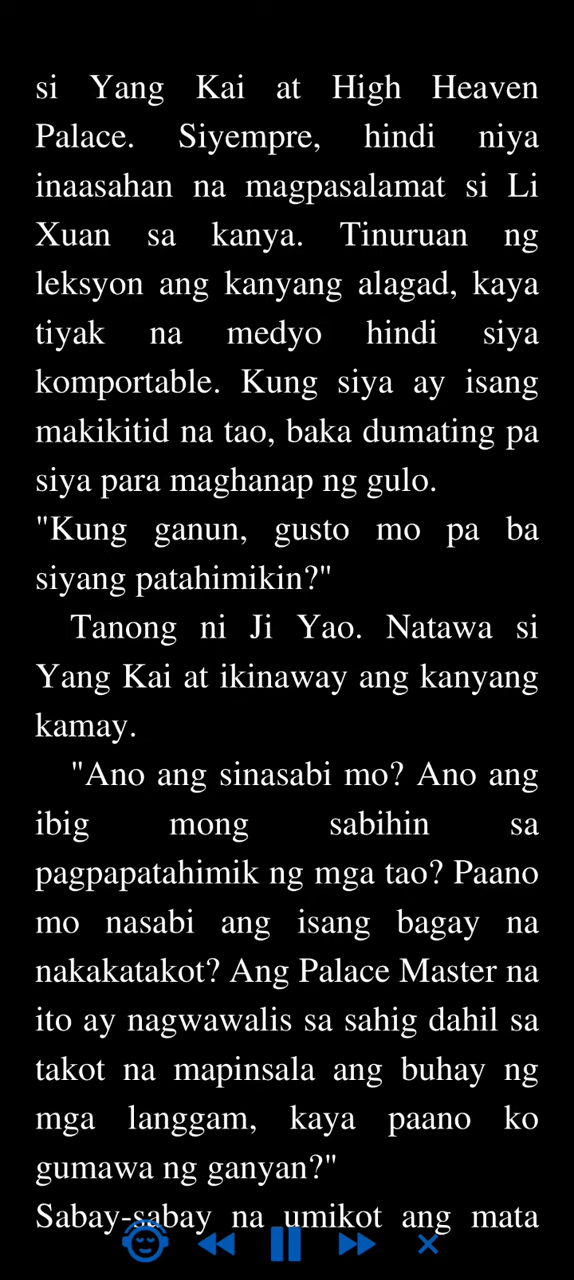 si Yang Kai at High Heaven
Palace. Siyempre, hindi niya
inaasahan na magpasalamat si Li
Xuan sa kanya. Tinuruan ng
leksyon ang kanyang alagad, kaya
tiyak na medyo hindi siya
komportable. Kung siya ay isang
makikitid na tao, baka dumating pa
siya para maghanap ng gulo.
"Kung ganun, gusto mo pa ba
siyang patahimikin?"
Tanong ni Ji Yao. Natawa si
Yang Kai at ikinaway ang kanyang
kamay.
"Ano ang sinasabi mo? Ano ang
ibig mong sabihin sa
pagpapatahimik ng mga tao? Paano
mo nasabi ang isang bagay na
nakakatakot? Ang Palace Master na
ito ay nagwawalis sa sahig dahil sa
takot na mapinsala ang buhay ng
mga langgam, kaya paano ko
gumawa ng ganyan?"
Sabay-sabay na umikot ang mata